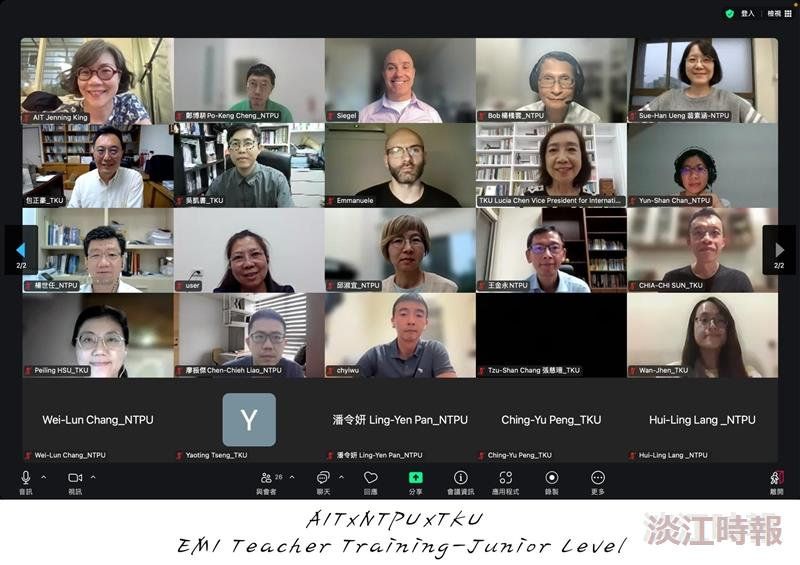 登入 檢視
AIT Jenning King
鄭博耕 Po-Keng Cheng_NTPU
Siegel
Bob 楊棧雲_NTPU
Sue-Han Ueng 翁素涵-NTPU
包正豪_TKU
吳凱書_TKU
Emmanuele
TKU Lucia Chen Vice President for Internati...
Yun-Shan Chan_NTPU
2/2
2/2
楊世任_NTPU
user
邱淑宜_NTPU
王金永NTPU
CHIA-CHI SUN_TKU
Peiling HSU_TKU
廖振傑Chen-Chieh Liao_NTPU
chyiwu
Tzu-Shan Chang 張慈珊_TKU
Wan-Jhen_TKU
Wei-Lun Chang_NTPU
Y
潘令妍 Ling-Yen Pan_NTPU
Ching-Yu Peng_TKU
Hui-Ling Lang _NTPU
Wei-Lun Chang_NTPU
Yaoting Tseng_TKU
潘令妍 Ling-Yen Pan_NTPU
Ching-Yu Peng_TKU
Hui-Ling Lang _NTPU
音訊
視訊
26
與會者
聊天
回應
分享
會議資訊
應用程式
錄製
更多
離開
AITxNTPUxTKU
EMI Teacher Training-Junior Level
淡江時報